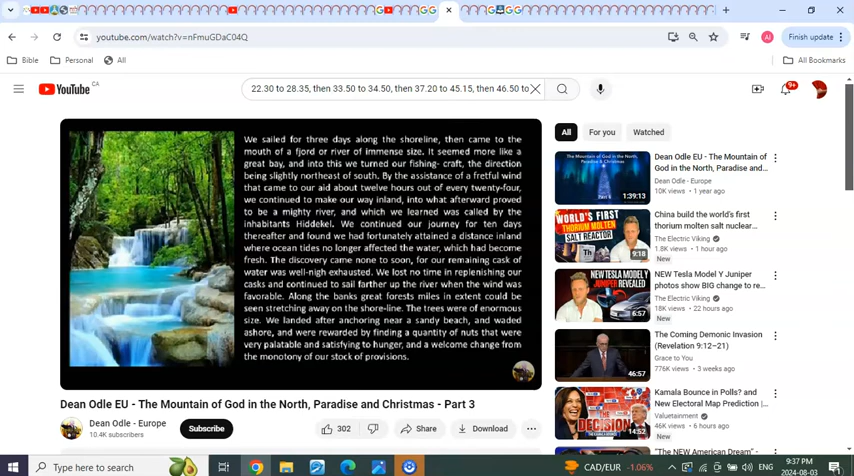 Finish update
youtube.com/watch?v=nFmuGDaC04Q
AI
Bible
Personal
All
All Bookmarks
YouTube CA
22.30 to 28.35, then 33.50 to 34.50, then 37.20 to 45.15, then 46.50 to
9+
We sailed for three days along the shoreline, then came to the
mouth of a fjord or river of immense size. It seemed more like a
great bay, and into this we turned our fishing- craft, the direction
being slightly northeast of south. By the assistance of a fretful wind
that came to our aid about twelve hours out of every twenty-four,
we continued to make our way inland, into what afterward proved
to be a mighty river, and which we learned was called by the
inhabitants Hiddekel. We continued our journey for ten days
thereafter and found we had fortunately attained a distance inland
where ocean tides no longer affected the water, which had become
fresh. The discovery came none to soon, for our remaining cask of
water was well-nigh exhausted. We lost no time in replenishing our
casks and continued to sail farther up the river when the wind was
favorable. Along the banks great forests miles in extent could be
seen stretching away on the shore-line. The trees were of enormous
size. We landed after anchoring near a sandy beach, and waded
ashore, and were rewarded by finding a quantity of nuts that were
very palatable and satisfying to hunger, and a welcome change from
the monotony of our stock of provisions.
Dean Odle EU - The Mountain of God in the North, Paradise and Christmas - Part 3
Dean Odle - Europe
10.4K subscribers
Subscribe
302
Share
Download
All
For you
Watched
The Mountain of God in the North,
Paradise & Christmas
Part 6
1:39:13
Dean Odle EU - The Mountain of
God in the North, Paradise and...
Dean Odle - Europe
10K views • 1 year ago
WORLD'S FIRST
THORIUM MOLTEN
SALT REACTOR
Th
9:18
China build the world's first
thorium molten salt nuclear...
The Electric Viking
1.8K views • 1 hour ago
New
NEW TESLA MODEL Y
JUNIPER
REVEALED
6:57
NEW Tesla Model Y Juniper
photos show BIG change to re...
The Electric Viking
18K views • 22 hours ago
New
46:57
The Coming Demonic Invasion
(Revelation 9:12–21)
Grace to You
776K views • 3 weeks ago
14:52
Kamala Bounce in Polls? and
New Electoral Map Prediction |...
Valuetainment
46K views • 6 hours ago
New
"The NEW American Dream" -
Type here to search
CAD/EUR -1.06%
9:37 PM
2024-08-03